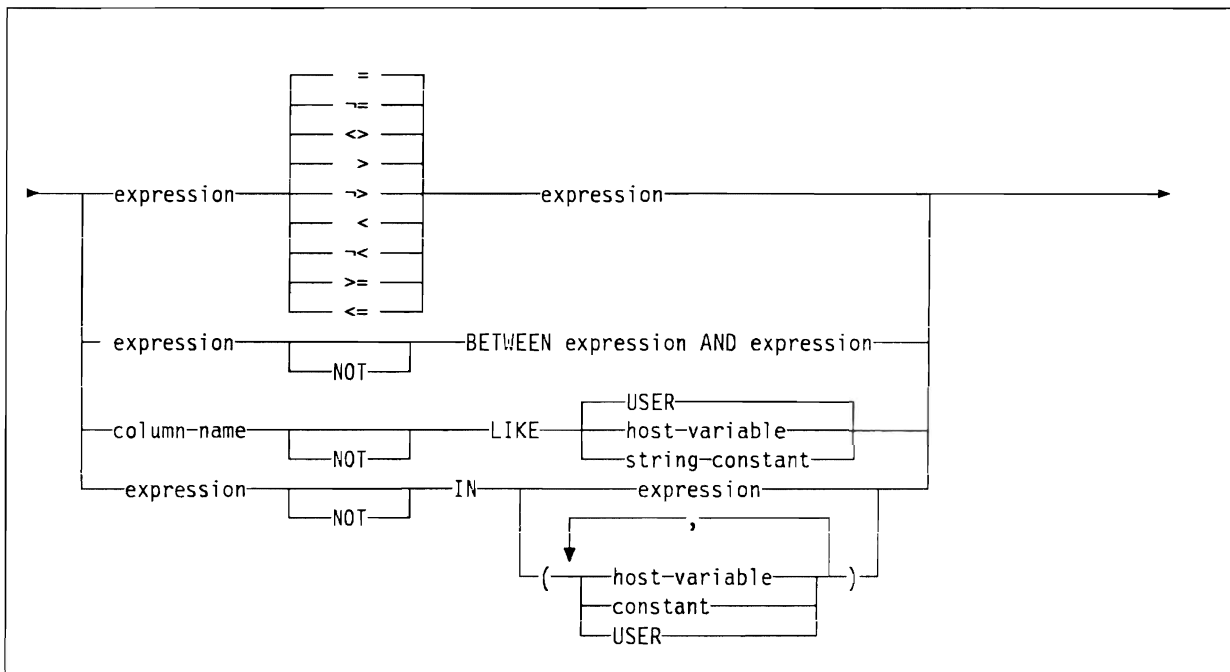 =
¬=
<>
>
expression ¬> expression
<
¬<
>=
<=
expression BETWEEN expression AND expression
NOT
USER
column-name LIKE host-variable
NOT string-constant
expression IN expression
NOT
,
( host-variable )
constant
USER